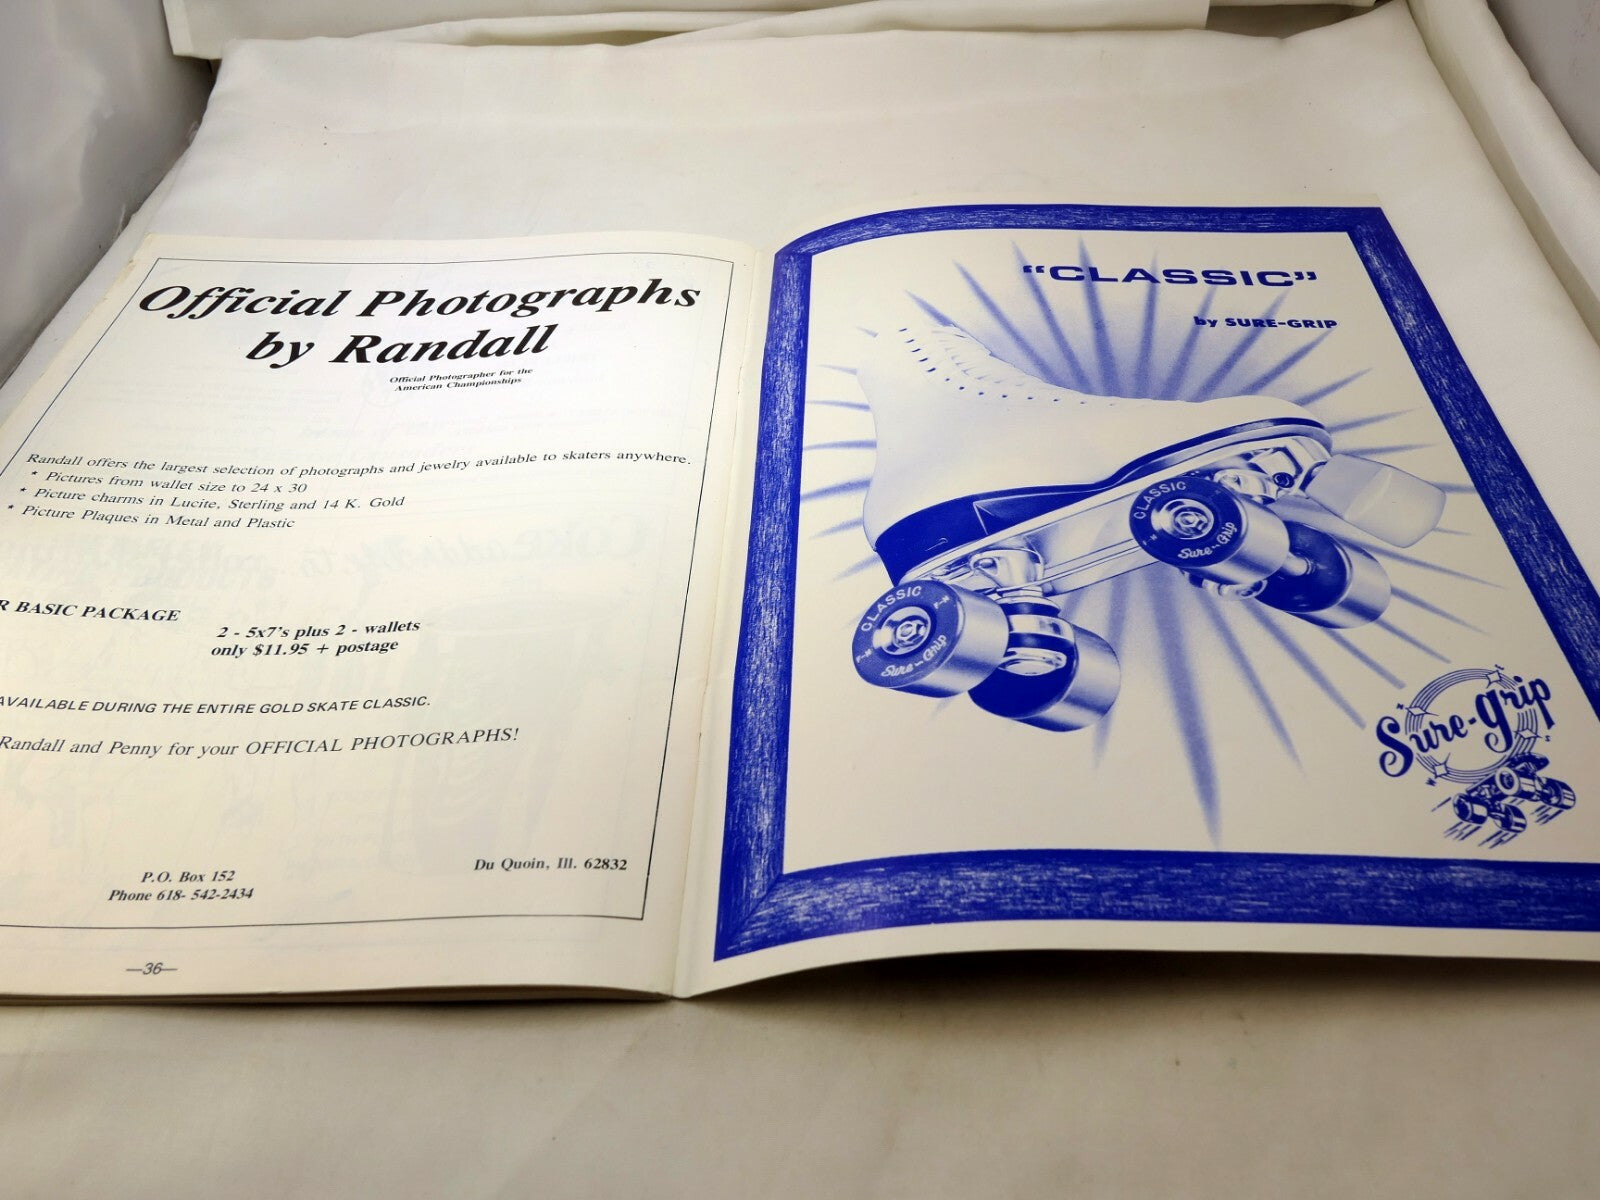 Official Photographs
by Randall
Official Photographer for the
American Championships
Randall offers the largest selection of photographs and jewelry available to skaters anywhere.
* Pictures from wallet size to 24 x 30
* Picture charms in Lucite, Sterling and 14 K. Gold
* Picture Plaques in Metal and Plastic
R BASIC PACKAGE
2 - 5x7's plus 2 - wallets
only $11.95 + postage
AVAILABLE DURING THE ENTIRE GOLD SKATE CLASSIC.
Randall and Penny for your OFFICIAL PHOTOGRAPHS!
P.O. Box 152
Phone 618- 542-2434
Du Quoin, Ill. 62832
—36—
"CLASSIC"
by SURE-GRIP
CLASSIC
Sure-Grip
CLASSIC
Sure-Grip
Sure-Grip